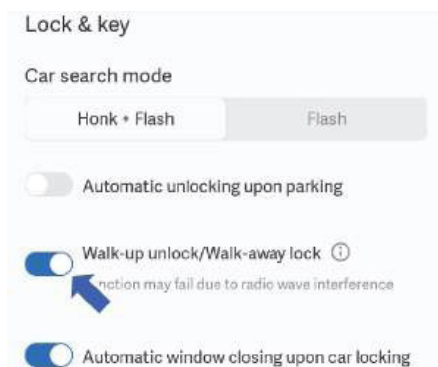 Lock & key
Car search mode
Honk + Flash
Flash
Automatic unlocking upon parking
Walk-up unlock/Walk-away lock
nction may fail due to radio wave interference
Automatic window closing upon car locking